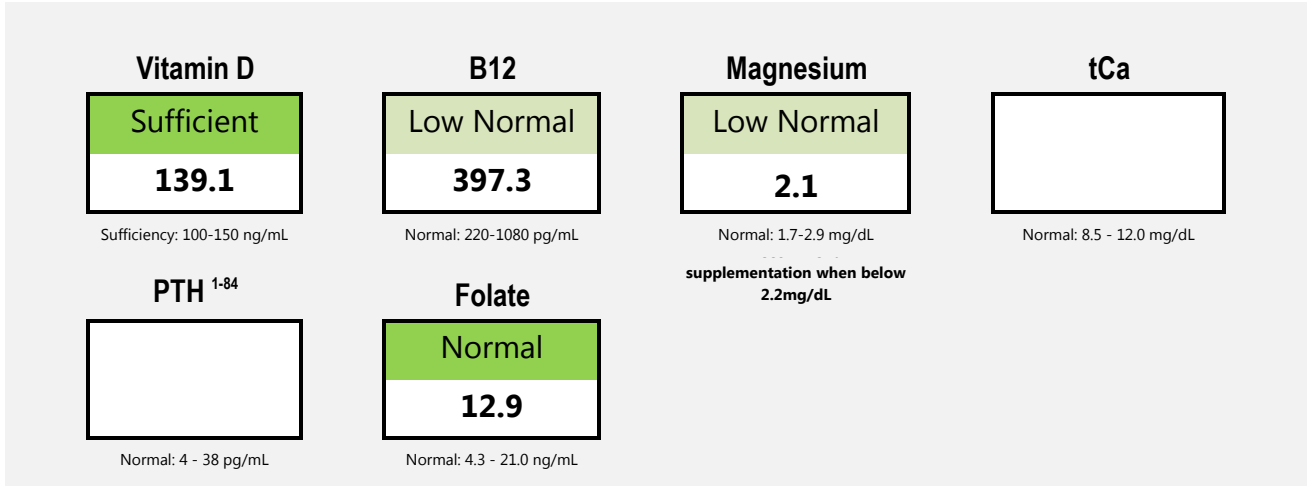 Vitamin D
Sufficient
139.1
Sufficiency: 100-150 ng/mL
B12
Low Normal
397.3
Normal: 220-1080 pg/mL
Magnesium
Low Normal
2.1
Normal: 1.7-2.9 mg/dL
supplementation when below
2.2mg/dL
tCa
Normal: 8.5 - 12.0 mg/dL
PTH 1-84
Normal: 4 - 38 pg/mL
Folate
Normal
12.9
Normal: 4.3 - 21.0 ng/mL